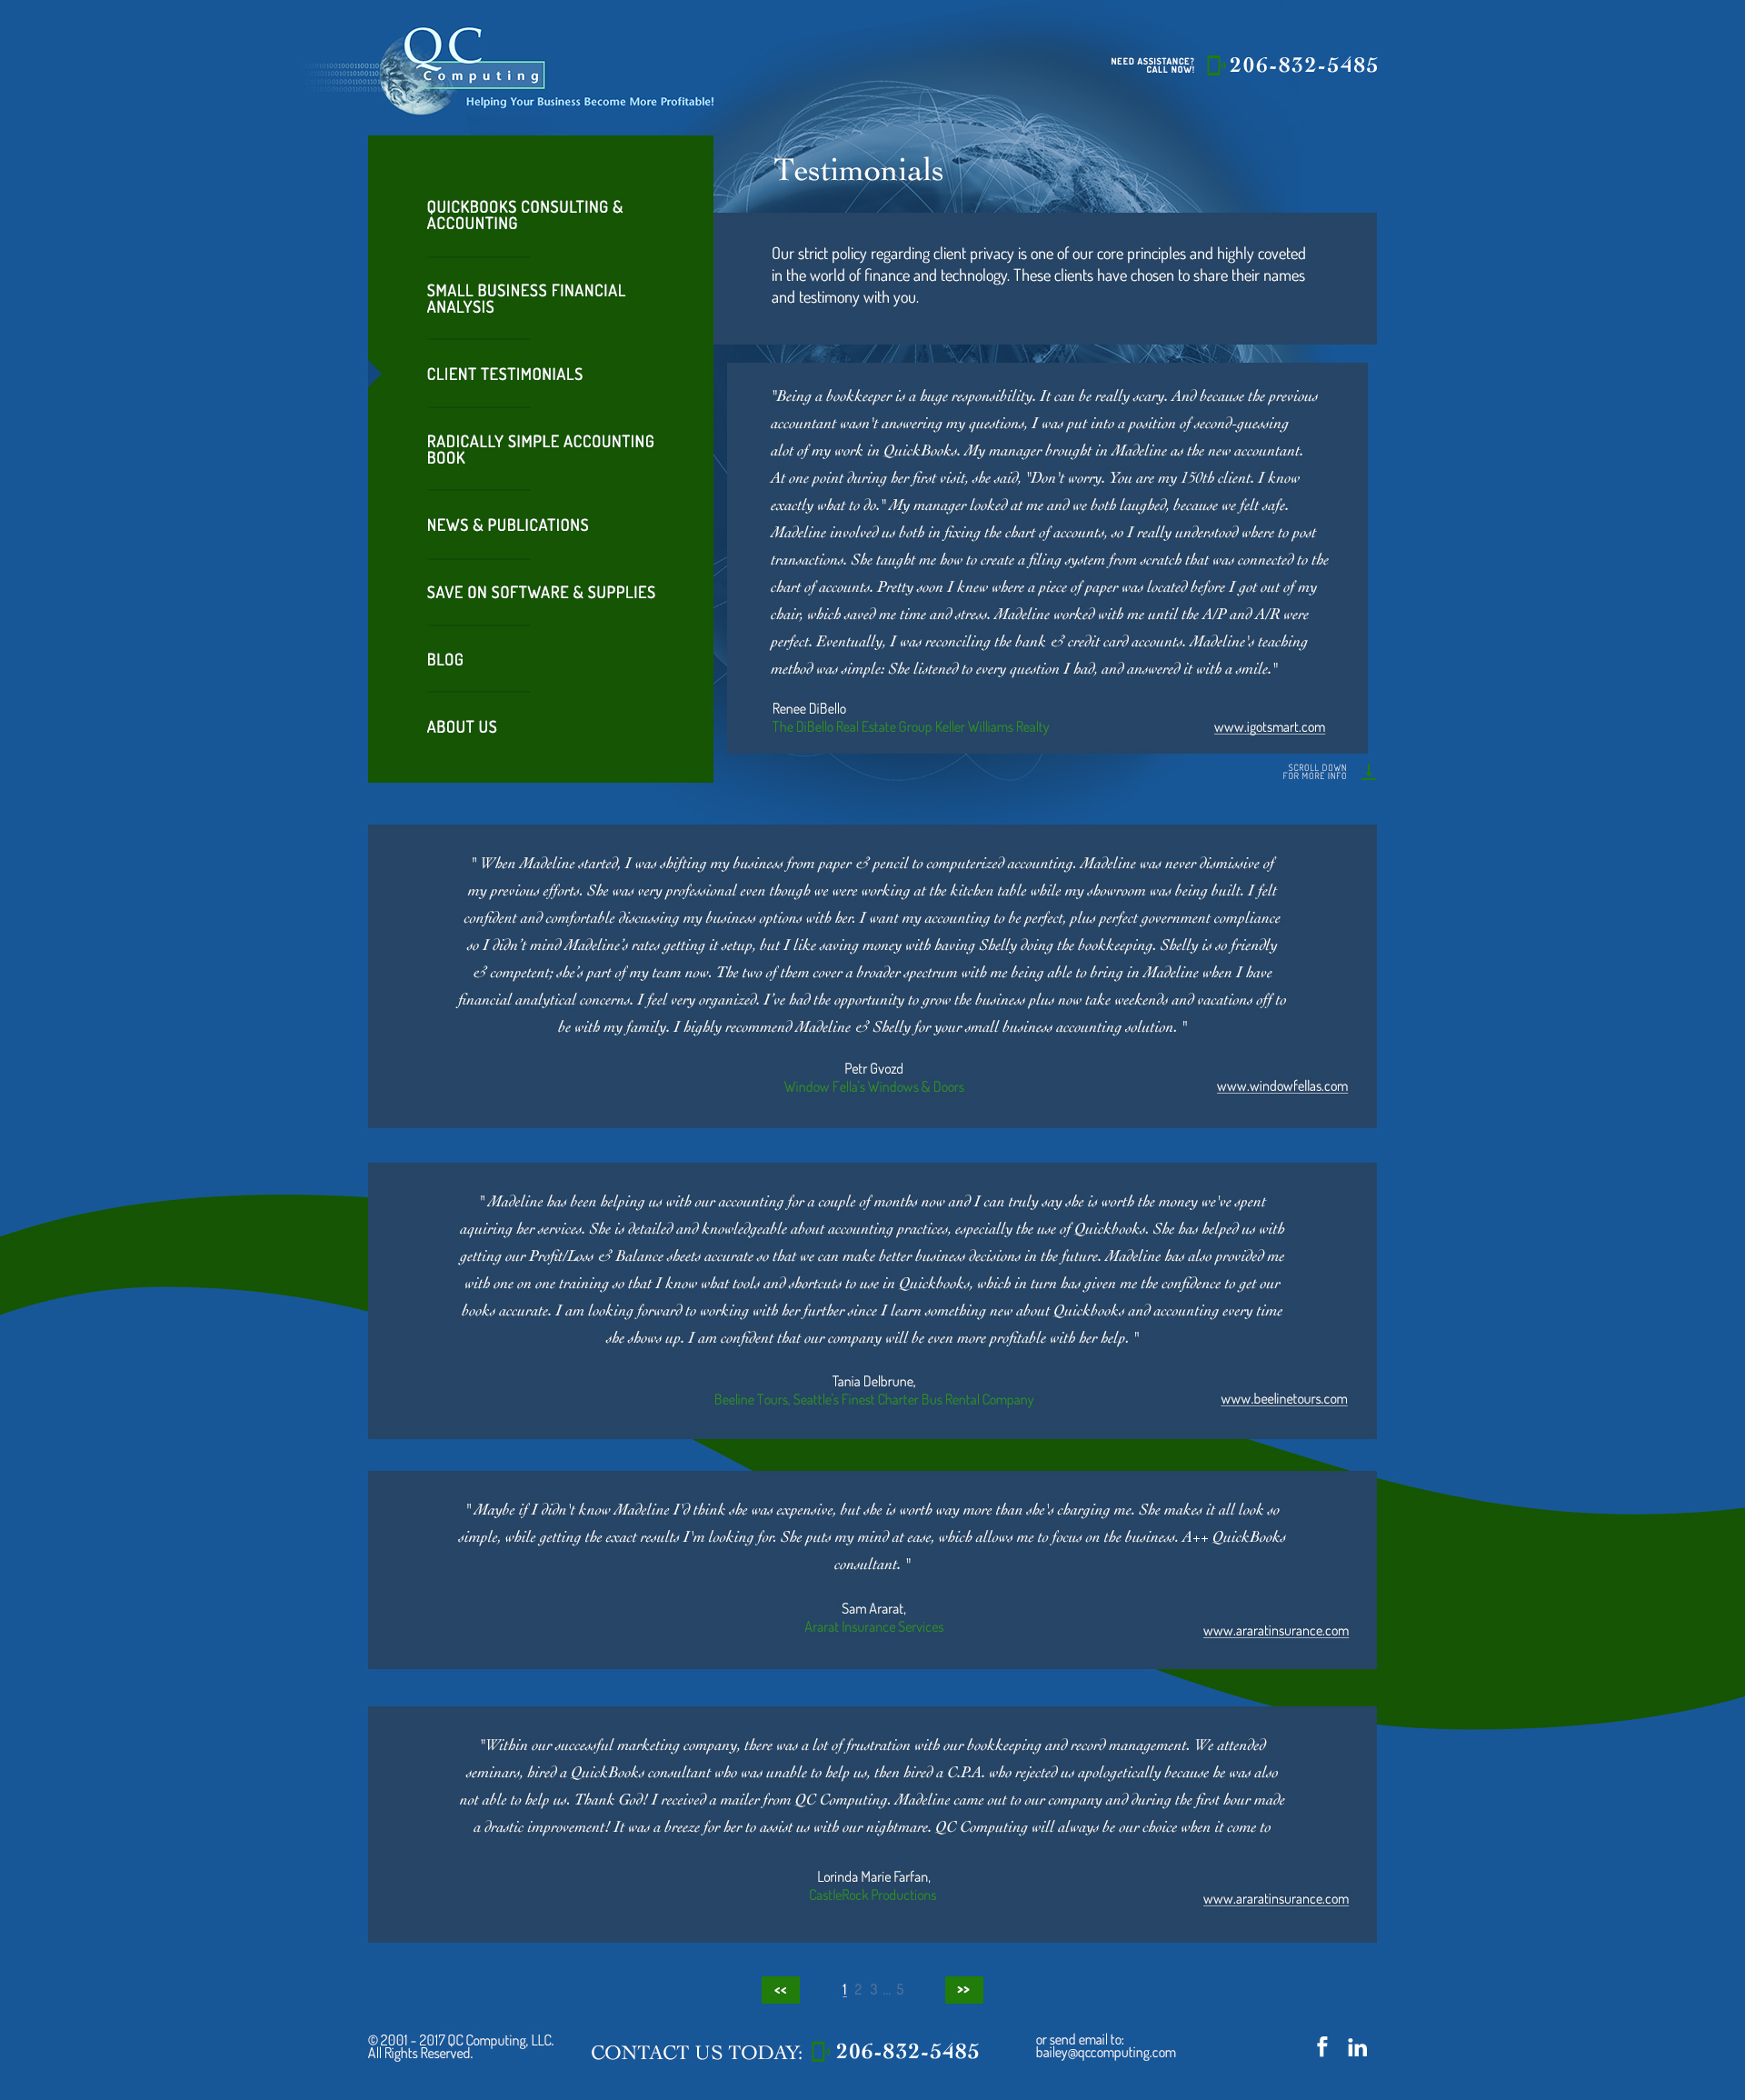 QC
Computing
Helping Your Business Become More Profitable!
NEED ASSISTANCE?
CALL NOW!
206-832-5485
QUICKBOOKS CONSULTING &
ACCOUNTING
SMALL BUSINESS FINANCIAL
ANALYSIS
CLIENT TESTIMONIALS
RADICALLY SIMPLE ACCOUNTING
BOOK
NEWS & PUBLICATIONS
SAVE ON SOFTWARE & SUPPLIES
BLOG
ABOUT US
Testimonials
Our strict policy regarding client privacy is one of our core principles and highly coveted
in the world of finance and technology. These clients have chosen to share their names
and testimony with you.
"Being a bookkeeper is a huge responsibility. It can be really scary. And because the previous
accountant wasn't answering my questions, I was put into a position of second-guessing
alot of my work in QuickBooks. My manager brought in Madeline as the new accountant.
At one point during her first visit, she said, "Don't worry. You are my 150th client. I know
exactly what to do." My manager looked at me and we both laughed, because we felt safe.
Madeline involved us both in fixing the chart of accounts, so I really understood where to post
transactions. She taught me how to create a filing system from scratch that was connected to the
chart of accounts. Pretty soon I knew where a piece of paper was located before I got out of my
chair, which saved me time and stress. Madeline worked with me until the A/P and A/R were
perfect. Eventually, I was reconciling the bank & credit card accounts. Madeline's teaching
method was simple: She listened to every question I had, and answered it with a smile."
Renee DiBello
The DiBello Real Estate Group Keller Williams Realty
www.igotsmart.com
SCROLL DOWN
FOR MORE INFO
" When Madeline started, I was shifting my business from paper & pencil to computerized accounting. Madeline was never dismissive of
my previous efforts. She was very professional even though we were working at the kitchen table while my showroom was being built. I felt
confident and comfortable discussing my business options with her. I want my accounting to be perfect, plus perfect government compliance
so I didn't mind Madeline's rates getting it setup, but I like saving money with having Shelly doing the bookkeeping. Shelly is so friendly
& competent; she's part of my team now. The two of them cover a broader spectrum with me being able to bring in Madeline when I have
financial analytical concerns. I feel very organized. I've had the opportunity to grow the business plus now take weekends and vacations off to
be with my family. I highly recommend Madeline & Shelly for your small business accounting solution. "
Petr Gvozd
Window Fella's Windows & Doors
www.windowfellas.com
" Madeline has been helping us with our accounting for a couple of months now and I can truly say she is worth the money we've spent
aquiring her services. She is detailed and knowledgeable about accounting practices, especially the use of Quickbooks. She has helped us with
getting our Profit/Loss & Balance sheets accurate so that we can make better business decisions in the future. Madeline has also provided me
with one on one training so that I know what tools and shortcuts to use in Quickbooks, which in turn has given me the confidence to get our
books accurate. I am looking forward to working with her further since I learn something new about Quickbooks and accounting every time
she shows up. I am confident that our company will be even more profitable with her help. "
Tania Delbrune,
Beeline Tours, Seattle's Finest Charter Bus Rental Company
www.beelinetours.com
" Maybe if I didn't know Madeline I'd think she was expensive, but she is worth way more than she's charging me. She makes it all look so
simple, while getting the exact results I'm looking for. She puts my mind at ease, which allows me to focus on the business. A++ QuickBooks
consultant. "
Sam Ararat,
Ararat Insurance Services
www.araratinsurance.com
"Within our successful marketing company, there was a lot of frustration with our bookkeeping and record management. We attended
seminars, hired a QuickBooks consultant who was unable to help us, then hired a C.P.A. who rejected us apologetically because he was also
not able to help us. Thank God! I received a mailer from QC Computing. Madeline came out to our company and during the first hour made
a drastic improvement! It was a breeze for her to assist us with our nightmare. QC Computing will always be our choice when it come to
Lorinda Marie Farfan,
CastleRock Productions
www.araratinsurance.com
<< 1 2 3 ... 5 >>
© 2001 - 2017 QC Computing, LLC.
All Rights Reserved.
CONTACT US TODAY: 206-832-5485
or send email to:
bailey@qccomputing.com
f in